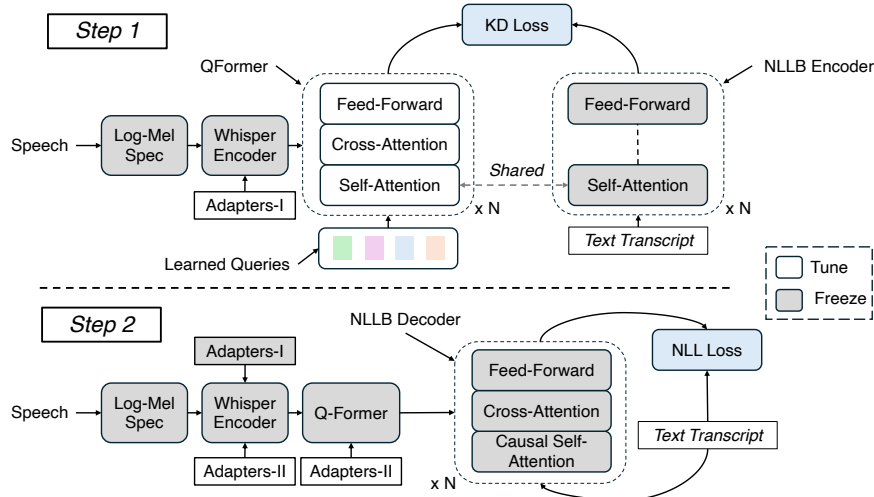 Step 1
KD Loss
QFormer
NLLB Encoder
Feed-Forward
Feed-Forward
Speech
Log-Mel
Spec
Whisper
Encoder
Cross-Attention
Shared
Self-Attention
Self-Attention
Adapters-I
x N
x N
Text Transcript
Learned Queries
Tune
Freeze
Step 2
NLLB Decoder
Adapters-I
NLL Loss
Feed-Forward
Speech
Log-Mel
Spec
Whisper
Encoder
Q-Former
Cross-Attention
Text Transcript
Causal Self-
Attention
Adapters-II
Adapters-II
x N